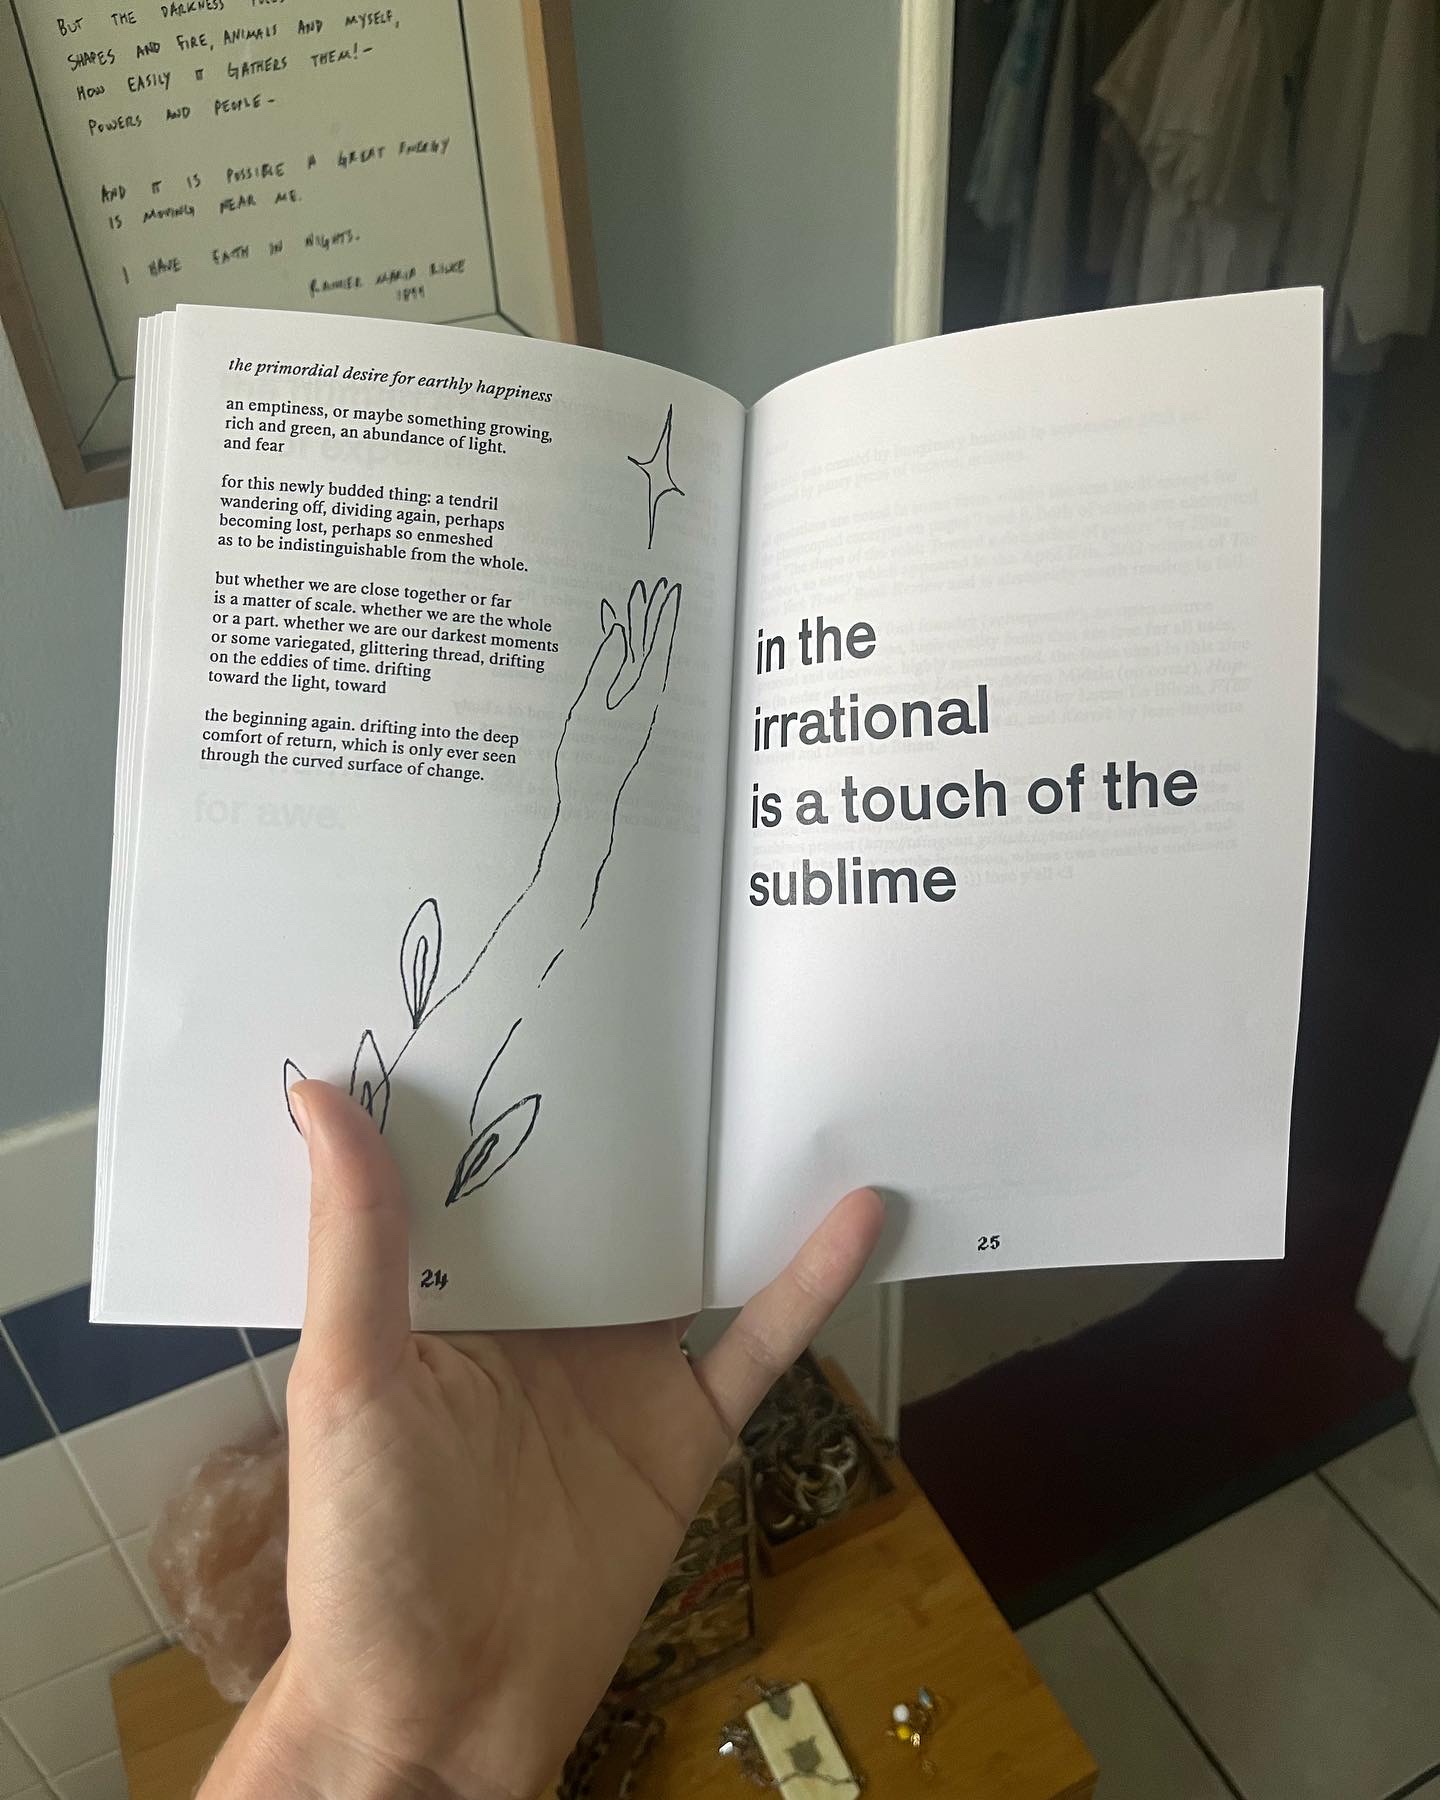 BUT THE DARKNESS
SHAPES AND FIRE, ANIMALS AND MYSELF,
HOW EASILY IT GATHERS THEM!-
POWERS AND PEOPLE-
AND IT IS POSSIBLE A GREAT ENERGY
IS MOVING NEAR ME.
I HAVE FAITH IN NIGHTS.
RAINER MARIA RILKE
1899
the primordial desire for earthly happiness
an emptiness, or maybe something growing,
rich and green, an abundance of light.
and fear
for this newly budded thing: a tendril
wandering off, dividing again, perhaps
becoming lost, perhaps so enmeshed
as to be indistinguishable from the whole.
but whether we are close together or far
is a matter of scale. whether we are the whole
or a part. whether we are our darkest moments
or some variegated, glittering thread, drifting
on the eddies of time. drifting
toward the light, toward
the beginning again. drifting into the deep
comfort of return, which is only ever seen
through the curved surface of change.
for awe.
24
in the
irrational
is a touch of the
sublime
25